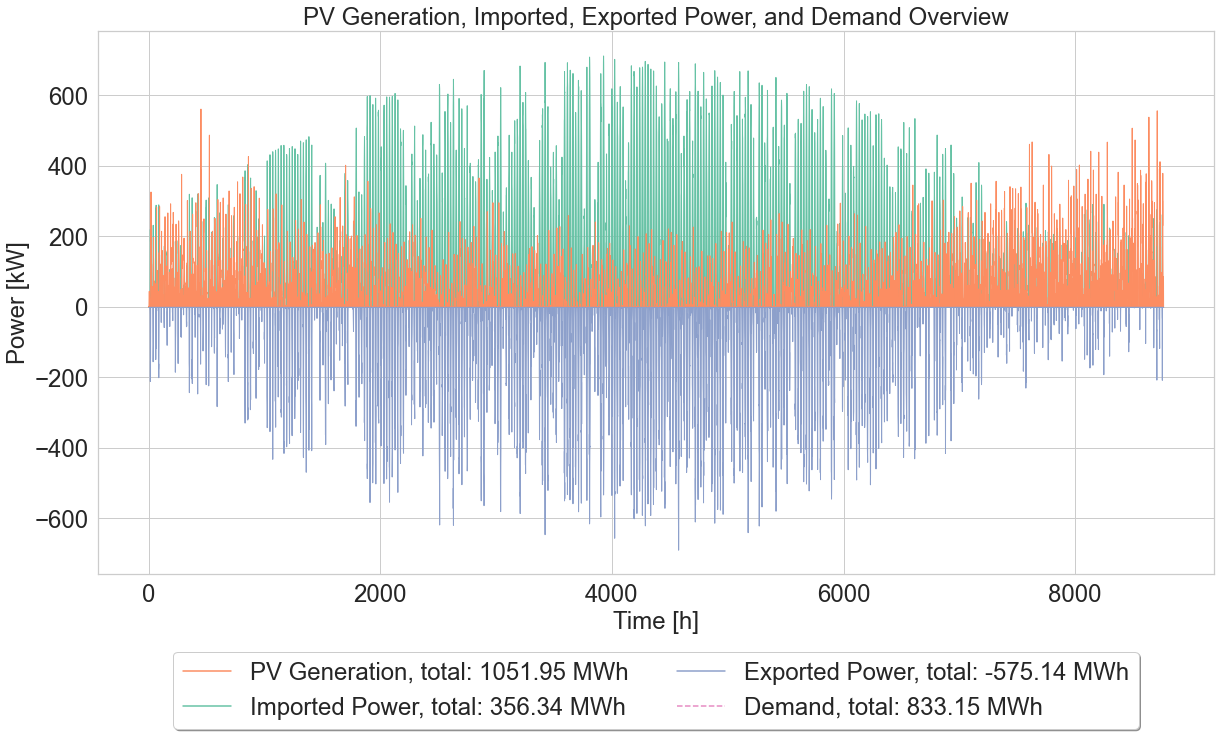 PV Generation, Imported, Exported Power, and Demand Overview
Power [kW]
600
400
200
0
−200
−400
−600
0 2000 4000 6000 8000
Time [h]
PV Generation, total: 1051.95 MWh
Imported Power, total: 356.34 MWh
Exported Power, total: -575.14 MWh
Demand, total: 833.15 MWh